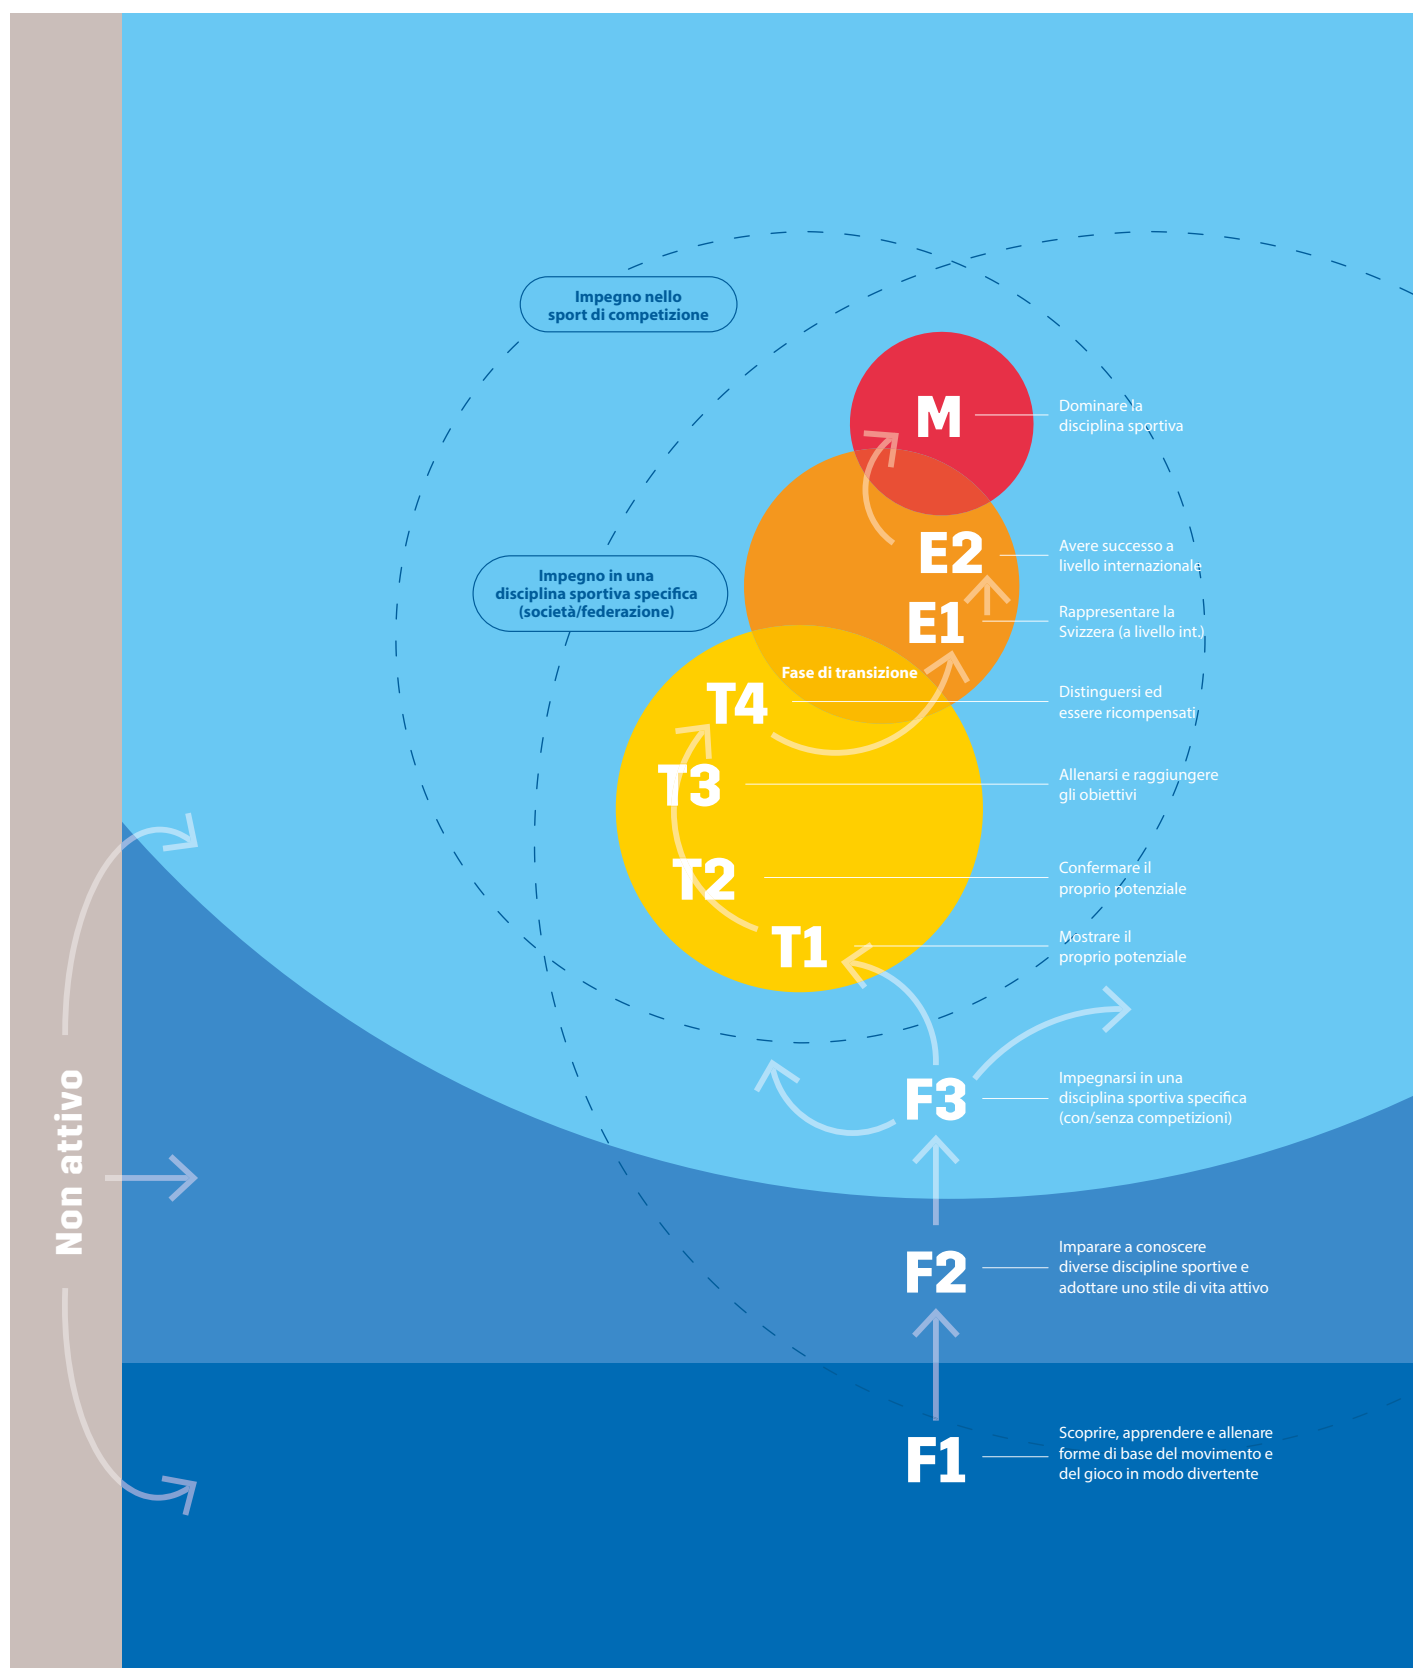 Impegno nello
sport di competizione
M
Dominare la
disciplina sportiva
E2
Avere successo a
livello internazionale
Impegno in una
disciplina sportiva specifica
(società/federazione)
E1
Rappresentare la
Svizzera (a livello int.)
Fase di transizione
T4
Distinguersi ed
essere ricompensati
T3
Allenarsi e raggiungere
gli obiettivi
T2
Confermare il
proprio potenziale
T1
Mostrare il
proprio potenziale
F3
Impegnarsi in una
disciplina sportiva specifica
(con/senza competizioni)
Non attivo
F2
Imparare a conoscere
diverse discipline sportive e
adottare uno stile di vita attivo
F1
Scoprire, apprendere e allenare
forme di base del movimento e
del gioco in modo divertente